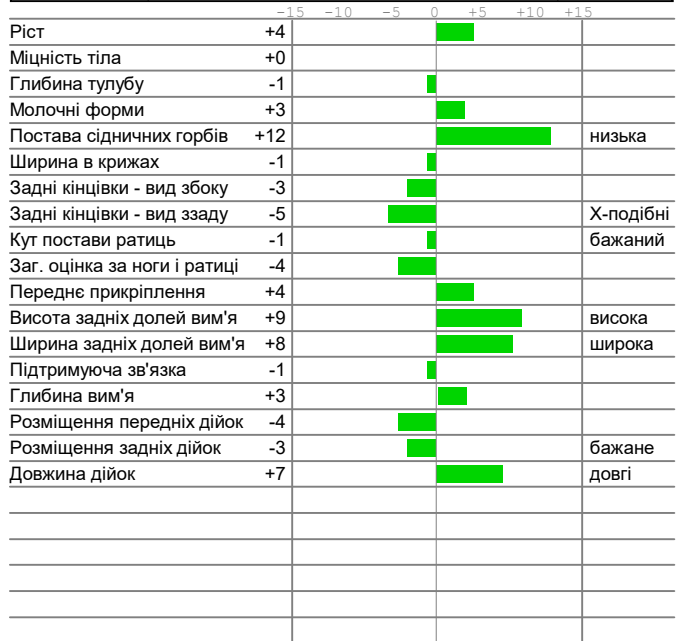 -15 -10 -5 0 +5 +10 +15
Ріст +4
Міцність тіла +0
Глибина тулубу -1
Молочні форми +3
Постава сідничних горбів +12 низька
Ширина в крижах -1
Задні кінцівки - вид збоку -3
Задні кінцівки - вид ззаду -5 Х-подібні
Кут постави ратиць -1 бажаний
Заг. оцінка за ноги і ратиці -4
Переднє прикріплення +4
Висота задніх долей вим'я +9 висока
Ширина задніх долей вим'я +8 широка
Підтримуюча зв'язка -1
Глибина вим'я +3
Розміщення передніх дійок -4
Розміщення задніх дійок -3 бажане
Довжина дійок +7 довгі